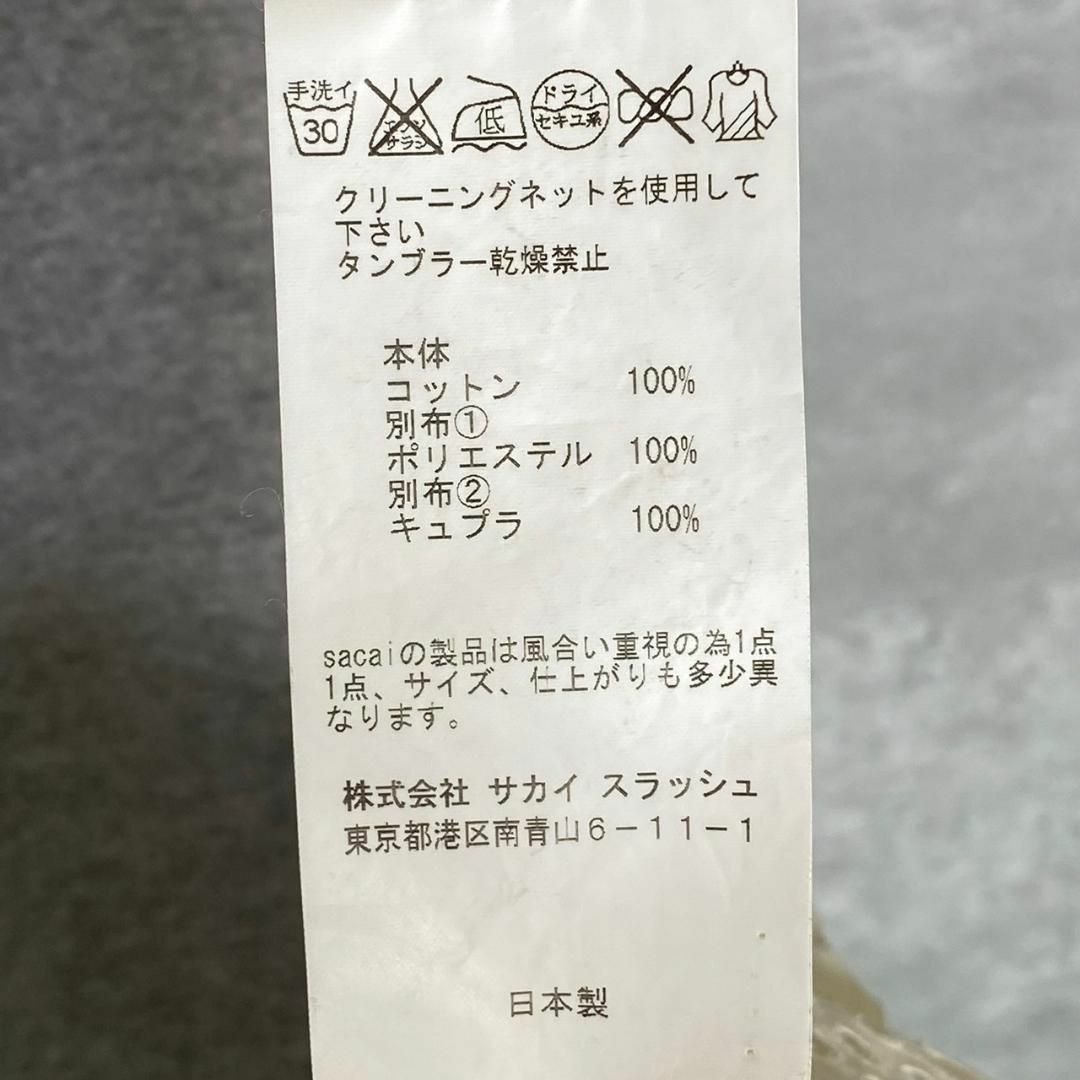 手洗イ
30
エンソ
サラシ
低
ドライ
セキユ系
クリーニングネットを使用して
下さい
タンブラー乾燥禁止
本体
コットン 100%
別布①
ポリエステル 100%
別布②
キュプラ 100%
sacaiの製品は風合い重視の為1点
1点、サイズ、仕上がりも多少異
なります。
株式会社 サカイ スラッシュ
東京都港区南青山6-11-1
日本製